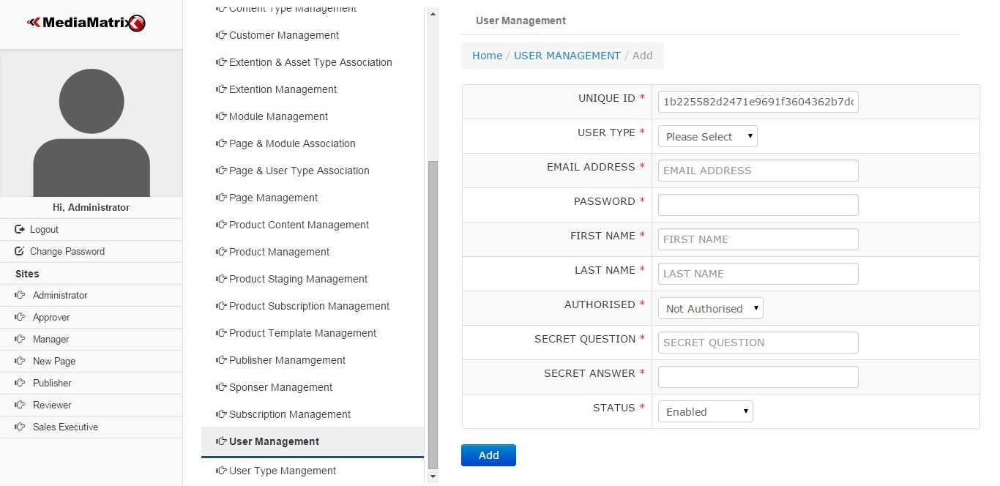 MediaMatrix
Hi, Administrator
Logout
Change Password
Sites
Administrator
Approver
Manager
New Page
Publisher
Reviewer
Sales Executive
Content Type Management
Customer Management
Extention & Asset Type Association
Extention Management
Module Management
Page & Module Association
Page & User Type Association
Page Management
Product Content Management
Product Management
Product Staging Management
Product Subscription Management
Product Template Management
Publisher Manamgement
Sponser Management
Subscription Management
User Management
User Type Mangement
User Management
Home / USER MANAGEMENT / Add
UNIQUE ID * 1b225582d2471e9691f3604362b7dc
USER TYPE * Please Select
EMAIL ADDRESS * EMAIL ADDRESS
PASSWORD *
FIRST NAME * FIRST NAME
LAST NAME * LAST NAME
AUTHORISED * Not Authorised
SECRET QUESTION * SECRET QUESTION
SECRET ANSWER *
STATUS * Enabled
Add